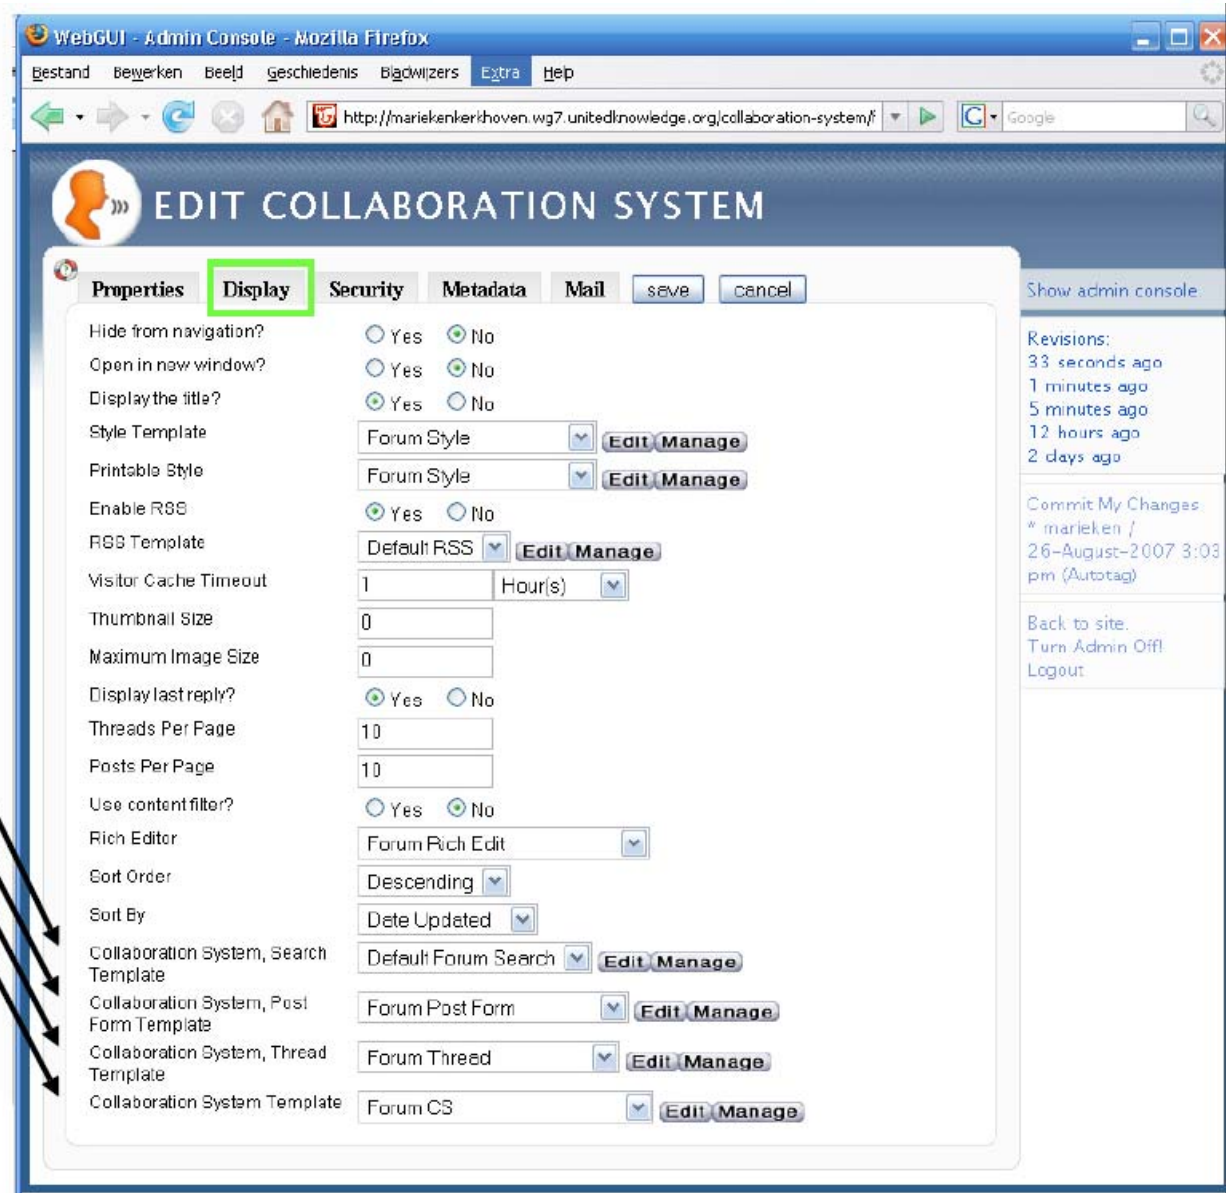 WebGUI - Admin Console - Mozilla Firefox
Bestand Bewerken Beeld Geschiedenis Bladwijzers Extra Help
http://mariekenkerkhoven.wg7.unitedknowledge.org/collaboration-system/f Google
EDIT COLLABORATION SYSTEM
Properties Display Security Metadata Mail save cancel
Hide from navigation? Yes No
Open in new window? Yes No
Display the title? Yes No
Style Template Forum Style Edit Manage
Printable Style Forum Style Edit Manage
Enable RSS Yes No
RSS Template Default RSS Edit Manage
Visitor Cache Timeout 1 Hour(s)
Thumbnail Size 0
Maximum Image Size 0
Display last reply? Yes No
Threads Per Page 10
Posts Per Page 10
Use content filter? Yes No
Rich Editor Forum Rich Edit
Sort Order Descending
Sort By Date Updated
Collaboration System, Search
Template
Default Forum Search Edit Manage
Collaboration System, Post
Form Template
Forum Post Form Edit Manage
Collaboration System, Thread
Template
Forum Thread Edit Manage
Collaboration System Template Forum CS Edit Manage
Show admin console
Revisions:
33 seconds ago
1 minutes ago
5 minutes ago
12 hours ago
2 days ago
Commit My Changes
* marieken /
26-August-2007 3:03
pm (Autotag)
Back to site.
Turn Admin Off!
Logout